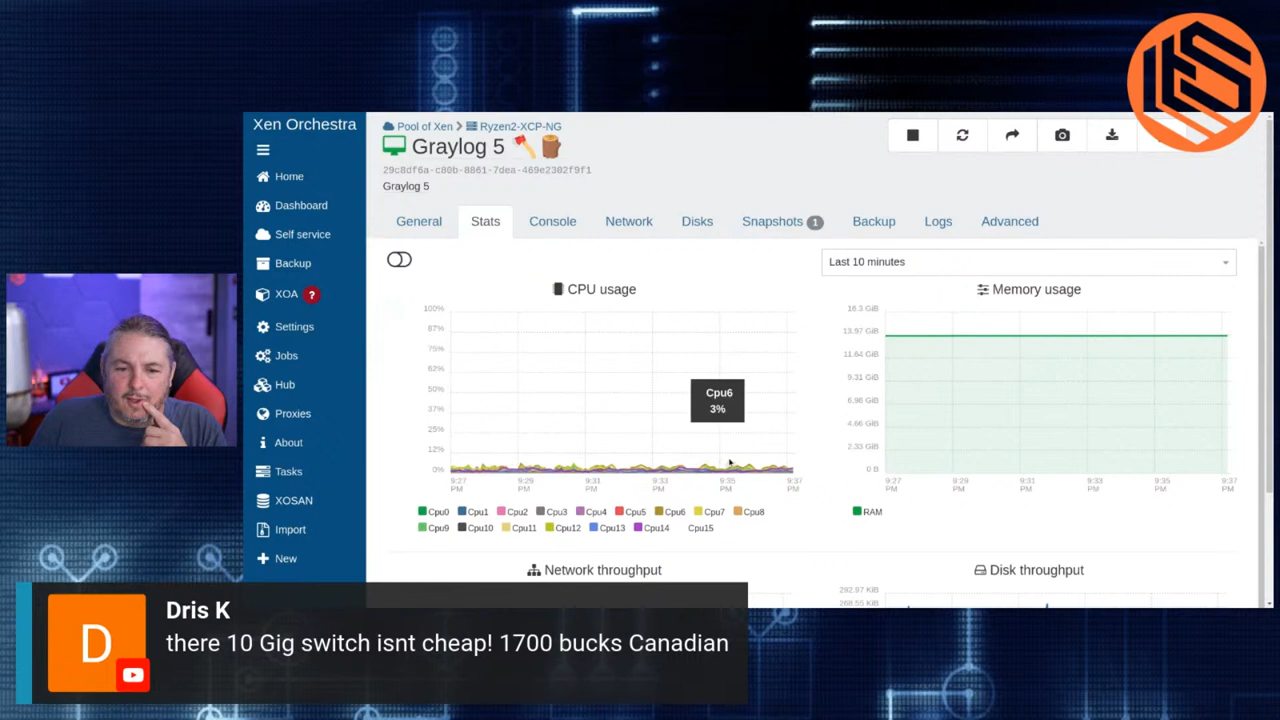 Xen Orchestra
Home
Dashboard
Self service
Backup
XOA ?
Settings
Jobs
Hub
Proxies
About
Tasks
XOSAN
Import
New
Pool of Xen Ryzen2-XCP-NG
Graylog 5
29c8df6a-c80b-8861-7dea-469e2302f9f1
Graylog 5
General Stats Console Network Disks Snapshots 1 Backup Logs Advanced
Last 10 minutes
CPU usage
100%
87%
75%
62%
50%
37%
25%
12%
0%
Cpu6
3%
9:27 PM 9:29 PM 9:31 PM 9:33 PM 9:35 PM 9:37 PM
Cpu0 Cpu1 Cpu2 Cpu3 Cpu4 Cpu5 Cpu6 Cpu7 Cpu8
Cpu9 Cpu10 Cpu11 Cpu12 Cpu13 Cpu14 Cpu15
Memory usage
16.3 GiB
13.97 GiB
11.64 GiB
9.31 GiB
6.98 GiB
4.66 GiB
2.33 GiB
0 B
9:27 PM 9:29 PM 9:31 PM 9:33 PM 9:35 PM 9:37 PM
RAM
Network throughput
Disk throughput
292.97 KiB
268.55 KiB
D
Dris K
there 10 Gig switch isnt cheap! 1700 bucks Canadian